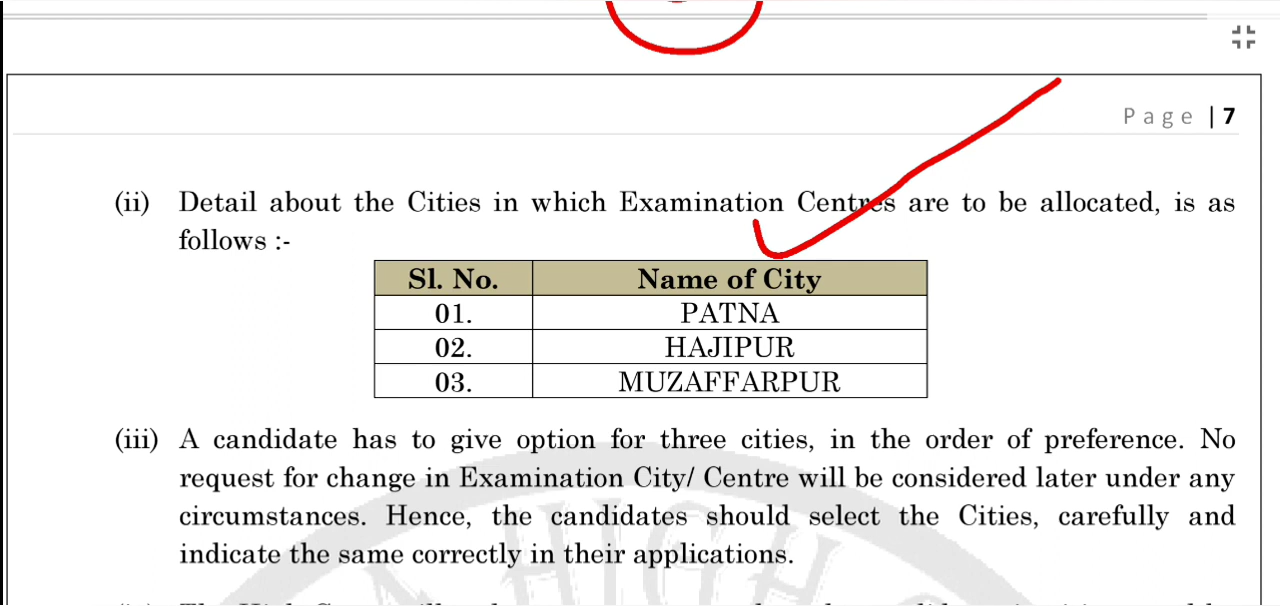 Page | 7
(ii) Detail about the Cities in which Examination Centres are to be allocated, is as
follows :-
Sl. No. Name of City
01. PATNA
02. HAJIPUR
03. MUZAFFARPUR
(iii) A candidate has to give option for three cities, in the order of preference. No
request for change in Examination City/ Centre will be considered later under any
circumstances. Hence, the candidates should select the Cities, carefully and
indicate the same correctly in their applications.
HIGH